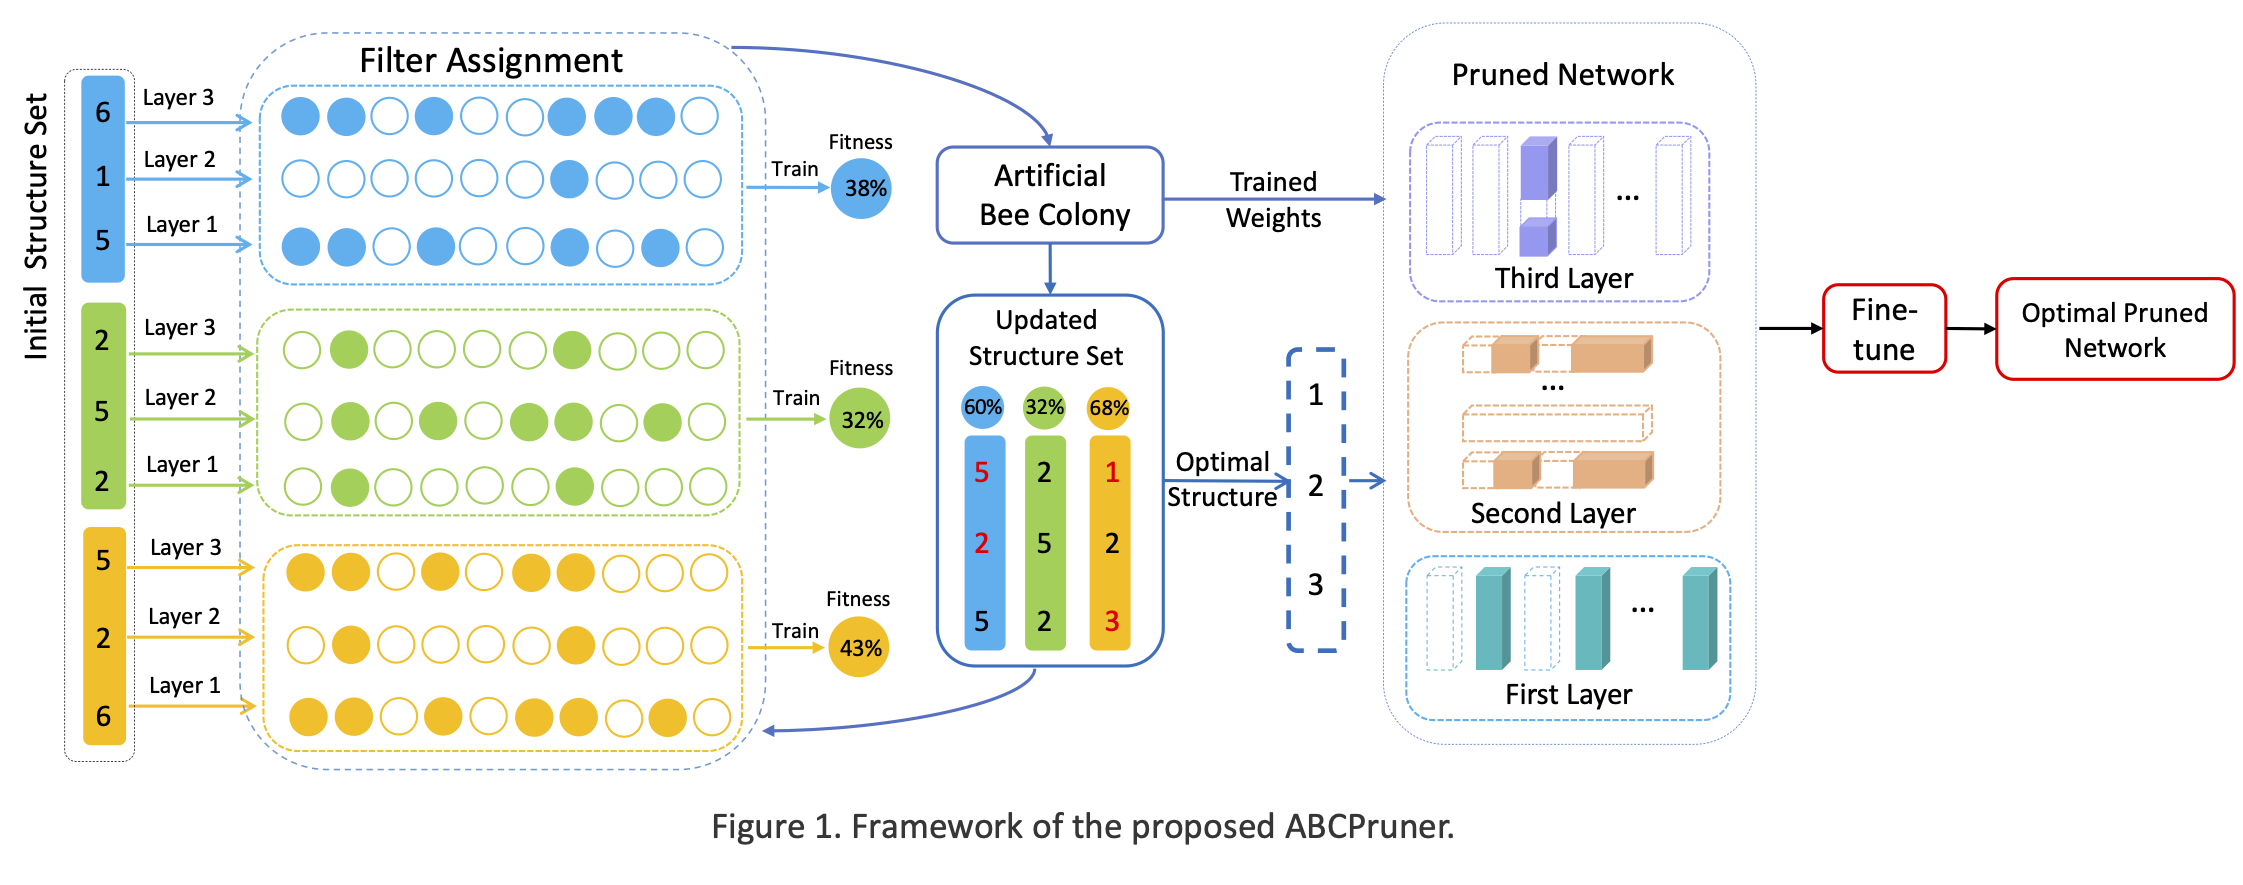 Initial Structure Set
6
1
5
2
5
2
5
2
6
Layer 3
Layer 2
Layer 1
Layer 3
Layer 2
Layer 1
Layer 3
Layer 2
Layer 1
Filter Assignment
Train
Fitness
38%
Train
Fitness
32%
Train
Fitness
43%
Artificial
Bee Colony
Trained
Weights
Updated
Structure Set
60% 32% 68%
5 2 1
2 5 2
5 2 3
Optimal
Structure
1
2
3
Pruned Network
...
Third Layer
...
Second Layer
...
First Layer
Fine-
tune
Optimal Pruned
Network
Figure 1. Framework of the proposed ABCPruner.